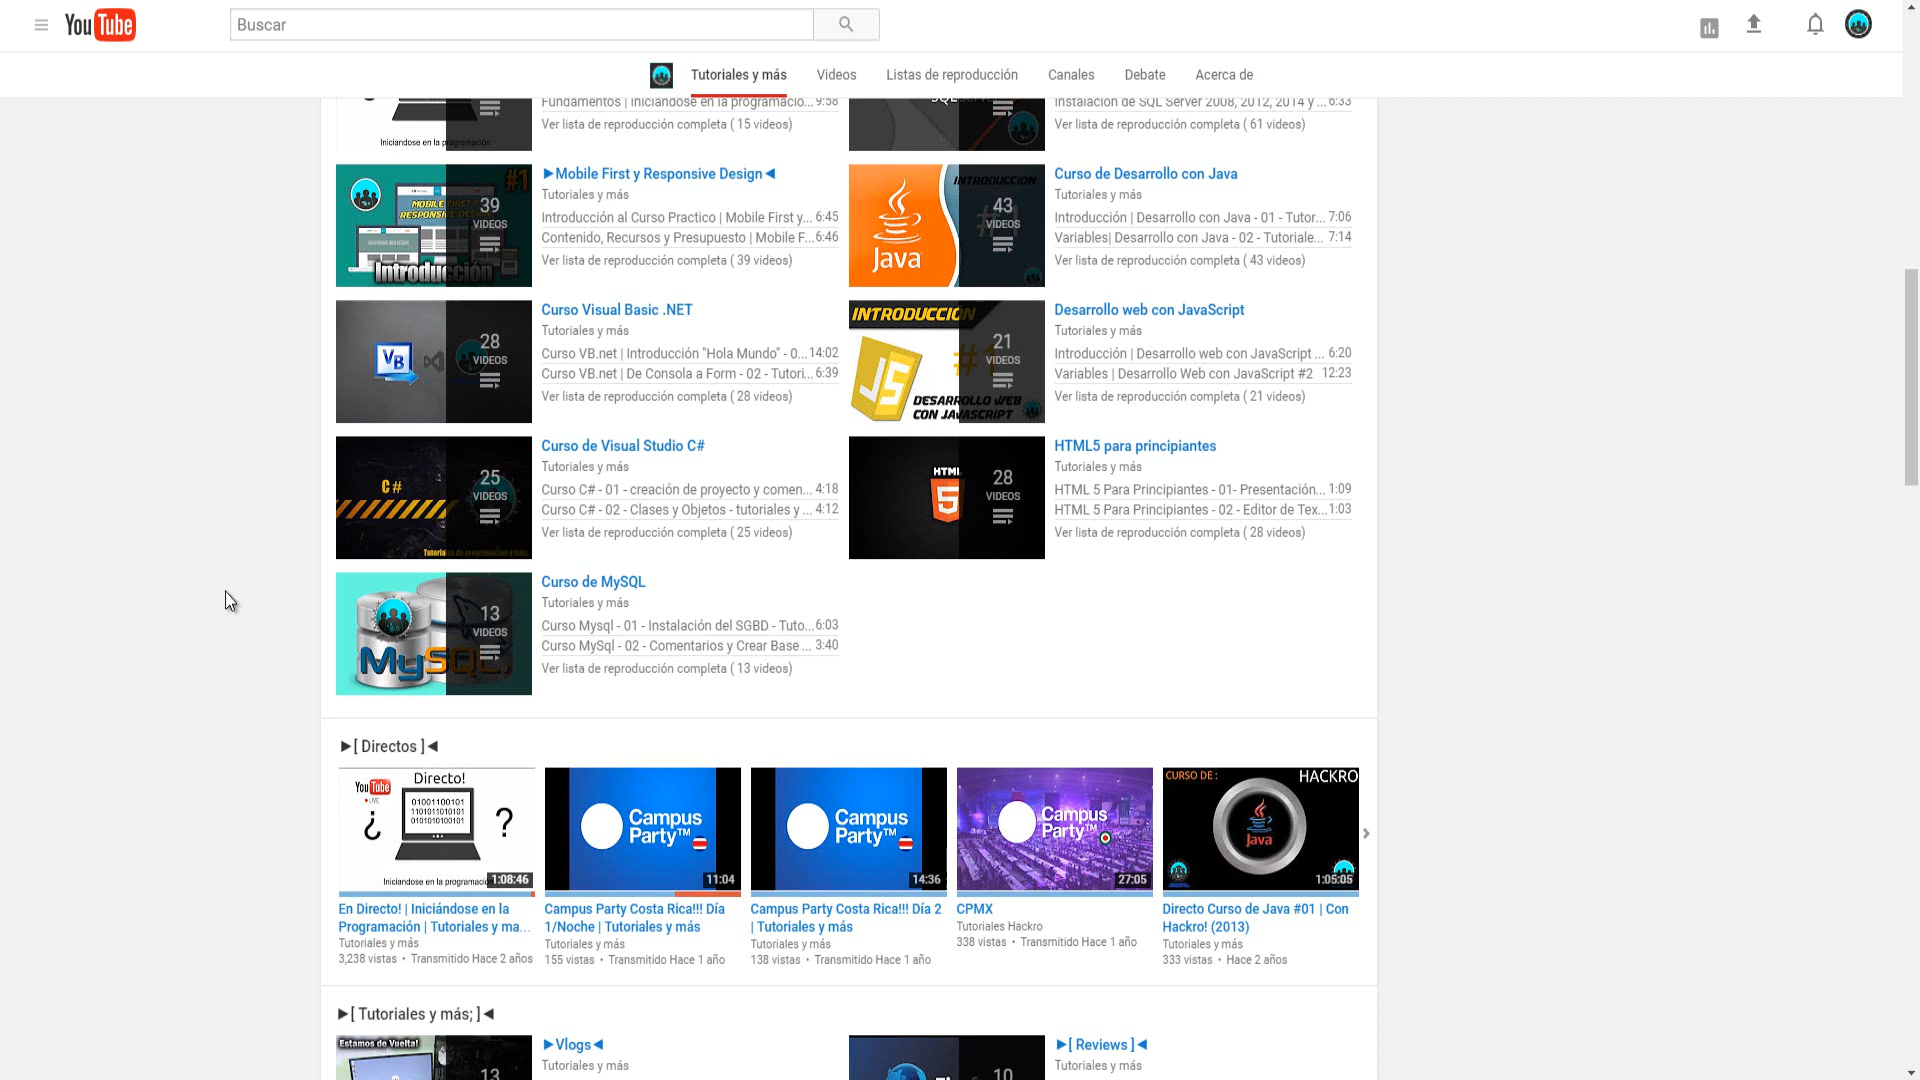 YouTube
Buscar
Tutoriales y más
Videos
Listas de reproducción
Canales
Debate
Acerca de
Iniciandose en la programación
Fundamentos | Iniciándose en la programacio... 9:58
Ver lista de reproducción completa ( 15 videos)
Instalación de SQL Server 2008, 2012, 2014 y ... 6:33
Ver lista de reproducción completa ( 61 videos)
#1
MOBILE FIRST Y
RESPONSIVE DESIGN
Introducción
39
VIDEOS
►Mobile First y Responsive Design◄
Tutoriales y más
Introducción al Curso Practico | Mobile First y... 6:45
Contenido, Recursos y Presupuesto | Mobile F... 6:46
Ver lista de reproducción completa ( 39 videos)
INTRODUCCION
Java
43
VIDEOS
Curso de Desarrollo con Java
Tutoriales y más
Introducción | Desarrollo con Java - 01 - Tutor... 7:06
Variables| Desarrollo con Java - 02 - Tutoriale... 7:14
Ver lista de reproducción completa ( 43 videos)
VB
28
VIDEOS
Curso Visual Basic .NET
Tutoriales y más
Curso VB.net | Introducción "Hola Mundo" - 0... 14:02
Curso VB.net | De Consola a Form - 02 - Tutori... 6:39
Ver lista de reproducción completa ( 28 videos)
INTRODUCCION
#1
JS
DESARROLLO WEB
CON JAVASCRIPT
21
VIDEOS
Desarrollo web con JavaScript
Tutoriales y más
Introducción | Desarrollo web con JavaScript ... 6:20
Variables | Desarrollo Web con JavaScript #2 12:23
Ver lista de reproducción completa ( 21 videos)
C#
25
VIDEOS
Curso de Visual Studio C#
Tutoriales y más
Curso C# - 01 - creación de proyecto y comen... 4:18
Curso C# - 02 - Clases y Objetos - tutoriales y ... 4:12
Ver lista de reproducción completa ( 25 videos)
HTML
5
28
VIDEOS
HTML5 para principiantes
Tutoriales y más
HTML 5 Para Principiantes - 01- Presentación... 1:09
HTML 5 Para Principiantes - 02 - Editor de Tex... 1:03
Ver lista de reproducción completa ( 28 videos)
MySQL
13
VIDEOS
Curso de MySQL
Tutoriales y más
Curso Mysql - 01 - Instalación del SGBD - Tuto... 6:03
Curso MySql - 02 - Comentarios y Crear Base ... 3:40
Ver lista de reproducción completa ( 13 videos)
►[ Directos ]◄
Directo!
YouTube
LIVE
¿
01001100101
1101011010101
0101010100101
?
Iniciandose en la programaci
1:08:46
En Directo! | Iniciándose en la
Programación | Tutoriales y ma...
Tutoriales y más
3,238 vistas • Transmitido Hace 2 años
Campus
Party™
11:04
Campus Party Costa Rica!!! Día
1/Noche | Tutoriales y más
Tutoriales y más
155 vistas • Transmitido Hace 1 año
Campus
Party™
14:36
Campus Party Costa Rica!!! Día 2
| Tutoriales y más
Tutoriales y más
138 vistas • Transmitido Hace 1 año
Campus
Party™
27:05
CPMX
Tutoriales Hackro
338 vistas • Transmitido Hace 1 año
CURSO DE :
HACKRO
Java
1:05:05
Directo Curso de Java #01 | Con
Hackro! (2013)
Tutoriales y más
333 vistas • Hace 2 años
►[ Tutoriales y más; ]◄
Estamos de Vuelta!
13
►Vlogs◄
Tutoriales y más
10
►[ Reviews ]◄
Tutoriales y más